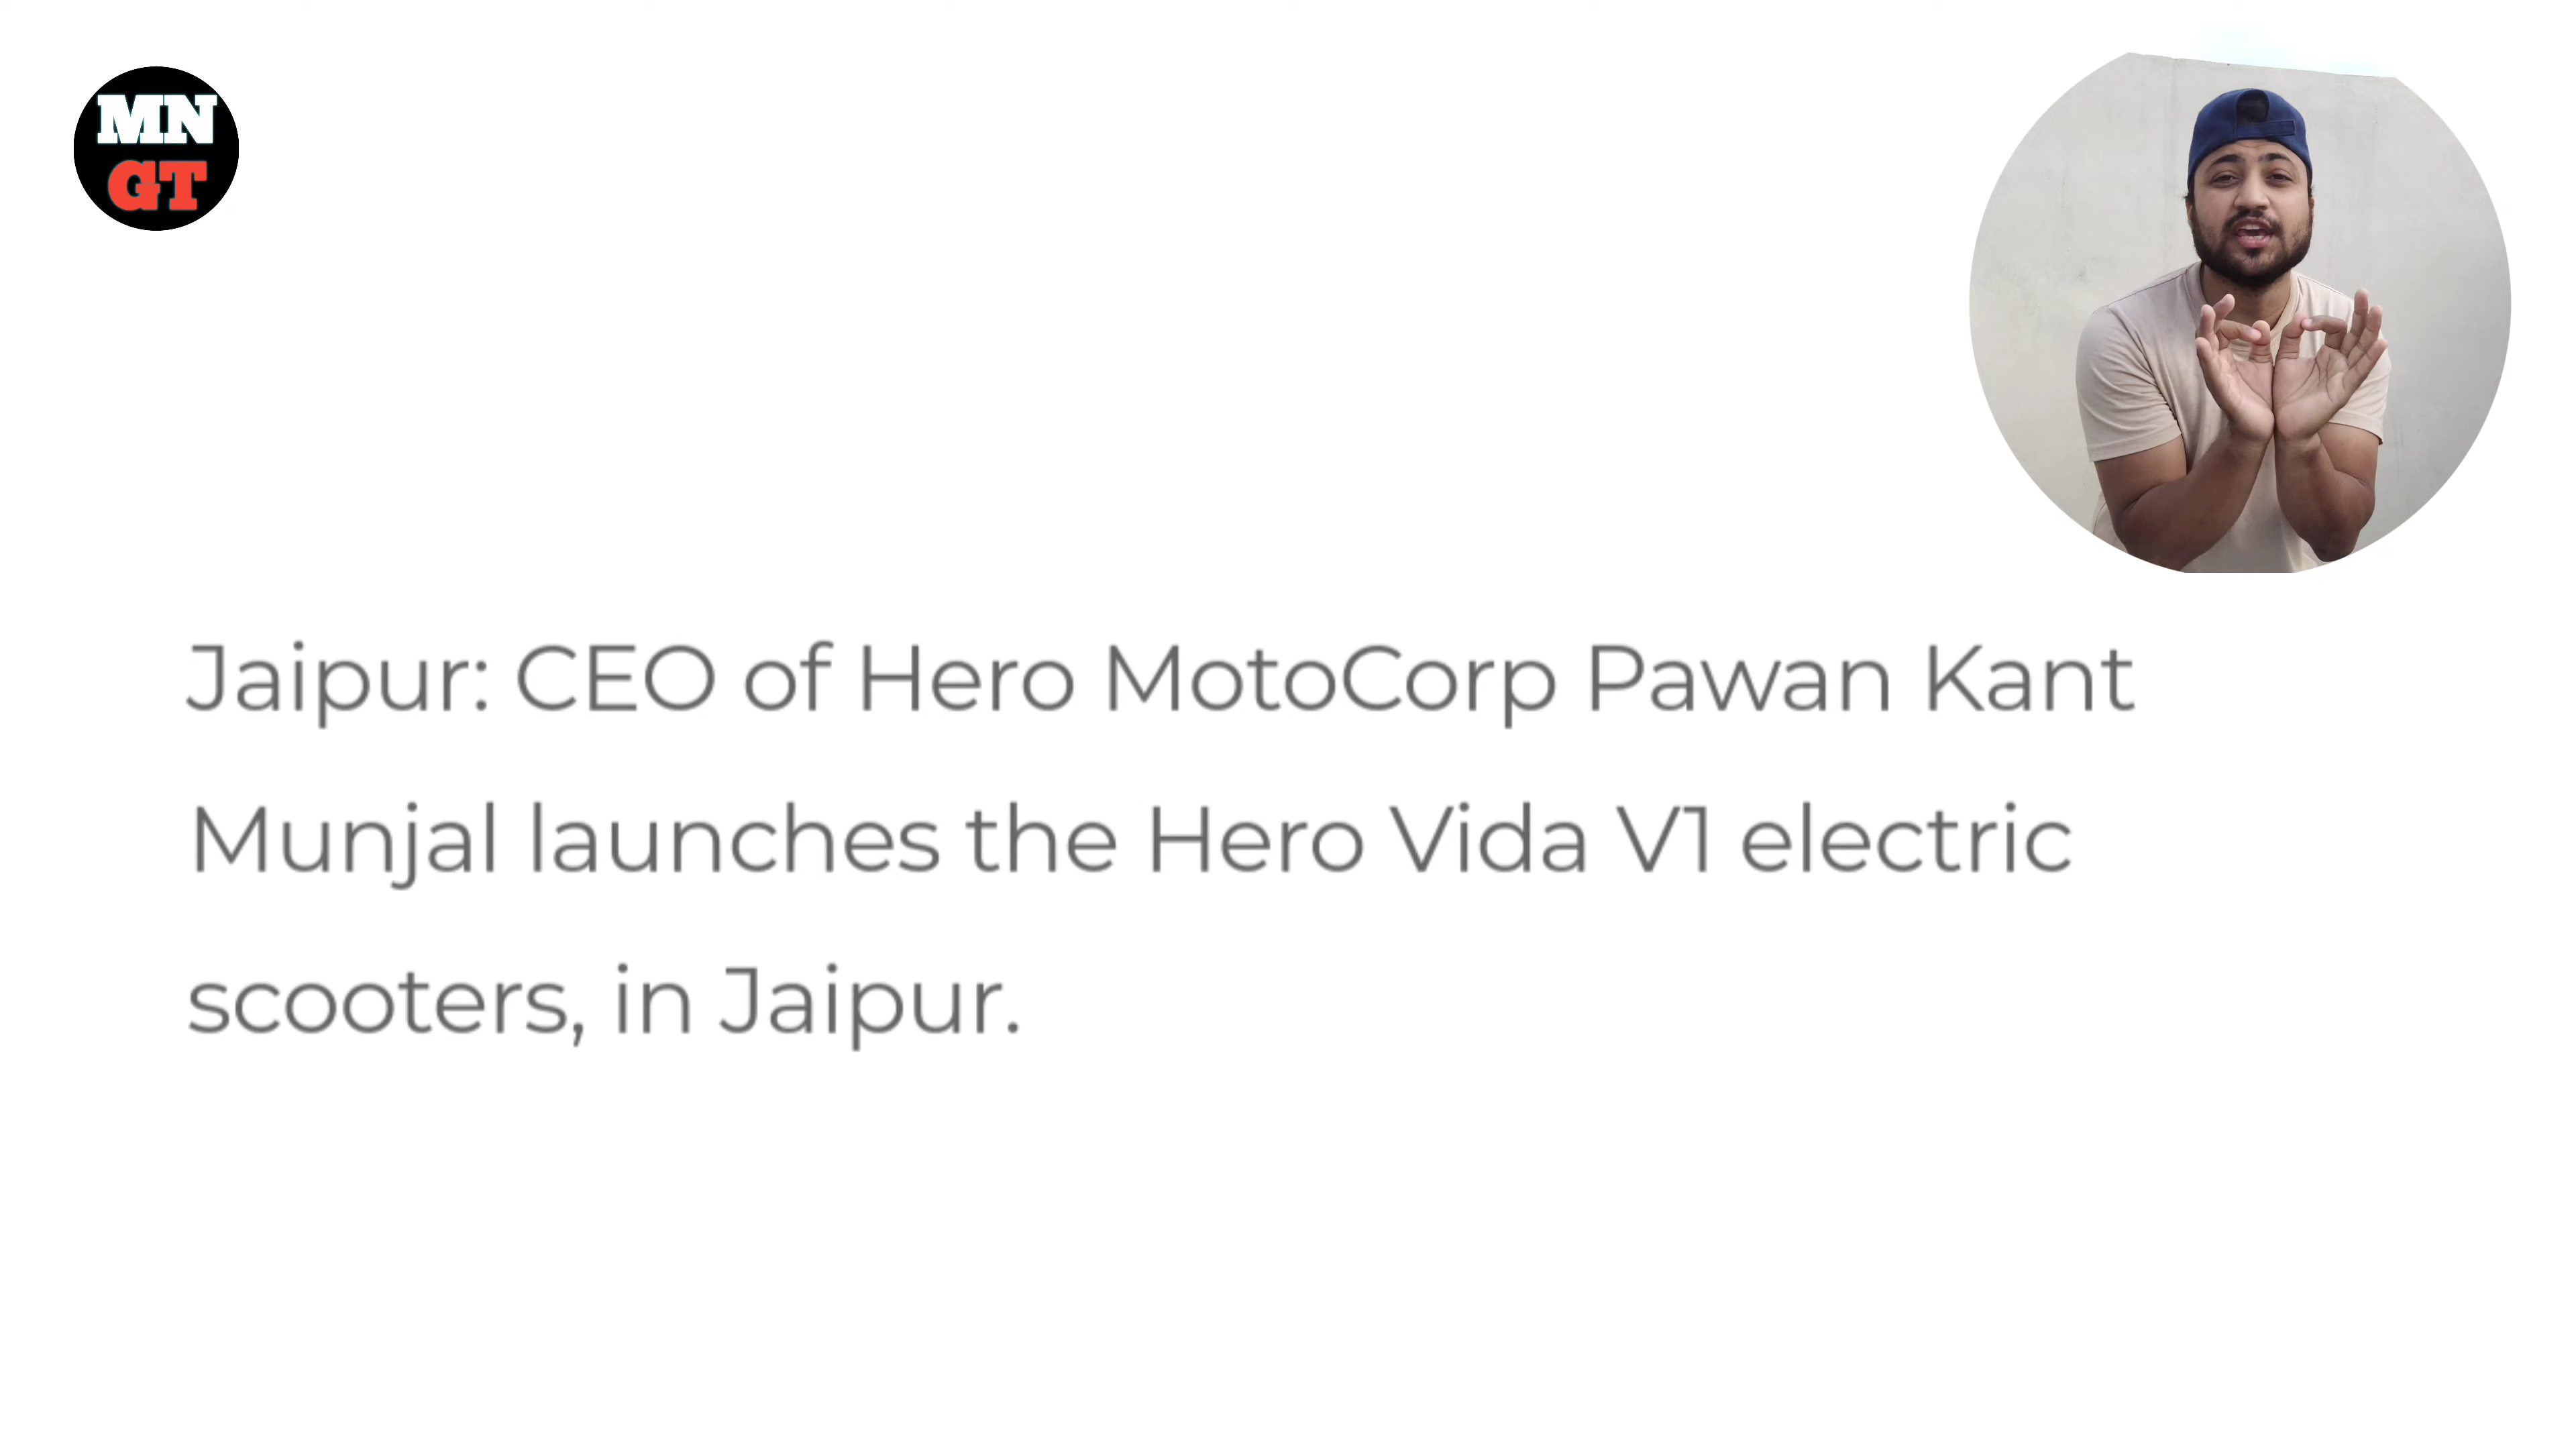 MN
GT
Jaipur: CEO of Hero MotoCorp Pawan Kant
Munjal launches the Hero Vida V1 electric
scooters, in Jaipur.